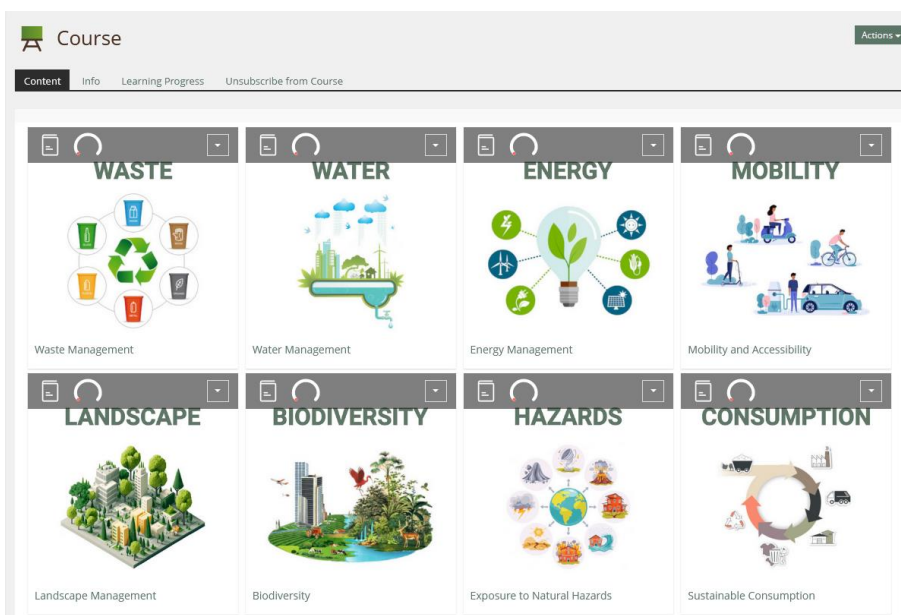 Course
Actions
Content Info Learning Progress Unsubscribe from Course
WASTE WATER ENERGY MOBILITY
Waste Management Water Management Energy Management Mobility and Accessibility
LANDSCAPE BIODIVERSITY HAZARDS CONSUMPTION
Landscape Management Biodiversity Exposure to Natural Hazards Sustainable Consumption